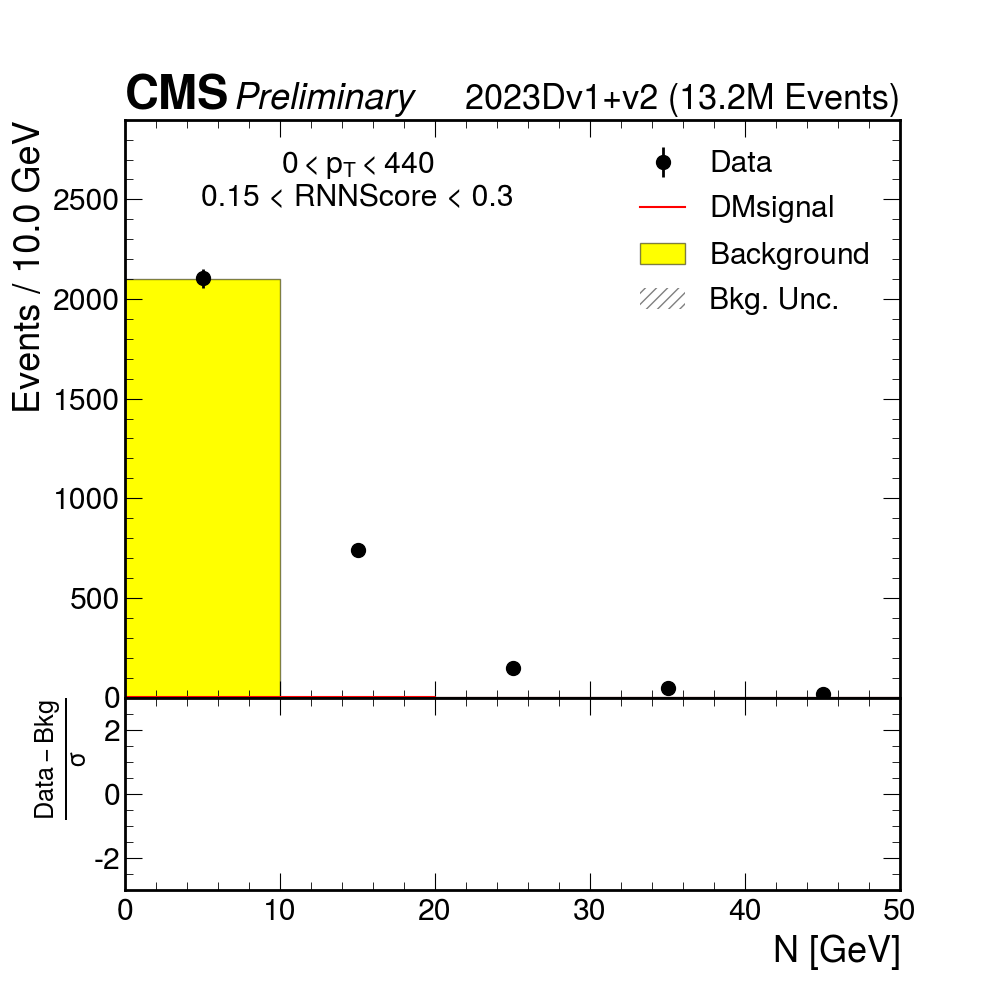 CMS Preliminary 2023Dv1+v2 (13.2M Events)
Events / 10.0 GeV
0 < pT < 440
0.15 < RNNScore < 0.3
Data
DMsignal
Background
Bkg. Unc.
2500
2000
1500
1000
500
0
Data – Bkg
σ
2
0
-2
0 10 20 30 40 50
N [GeV]